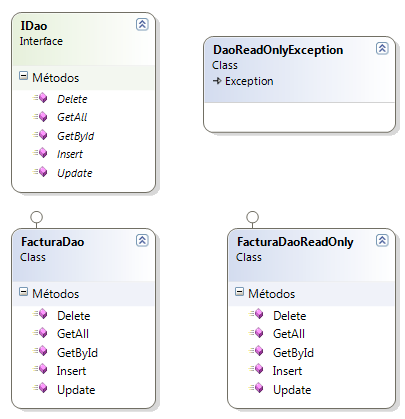 IDao
Interface
Métodos
Delete
GetAll
GetById
Insert
Update
DaoReadOnlyException
Class
Exception
FacturaDao
Class
Métodos
Delete
GetAll
GetById
Insert
Update
FacturaDaoReadOnly
Class
Métodos
Delete
GetAll
GetById
Insert
Update